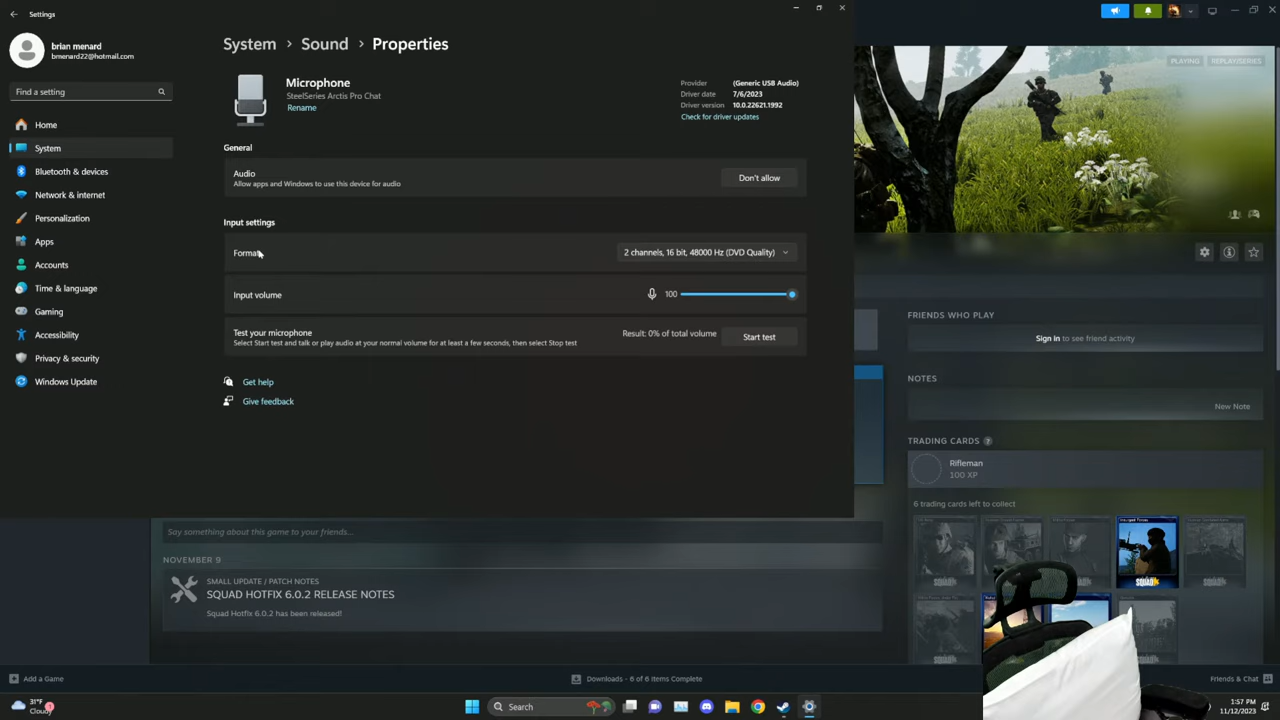 Settings
brian menard
bmenard22@hotmail.com
Find a setting
Home
System
Bluetooth & devices
Network & internet
Personalization
Apps
Accounts
Time & language
Gaming
Accessibility
Privacy & security
Windows Update
System > Sound > Properties
Microphone
SteelSeries Arctis Pro Chat
Rename
Provider (Generic USB Audio)
Driver date 7/6/2023
Driver version 10.0.22621.1992
Check for driver updates
General
Audio
Allow apps and Windows to use this device for audio
Don't allow
Input settings
Format
2 channels, 16 bit, 48000 Hz (DVD Quality)
Input volume
100
Test your microphone
Select Start test and talk or play audio at your normal volume for at least a few seconds, then select Stop test
Result: 0% of total volume
Start test
Get help
Give feedback
PLAYING
FRIENDS WHO PLAY
Sign in to see friend activity
NOTES
New Note
TRADING CARDS ?
Rifleman
100 XP
6 trading cards left to collect
SQUAD
SQUAD
SQUAD
SQUAD
SQUAD
Say something about this game to your friends...
NOVEMBER 9
SMALL UPDATE / PATCH NOTES
SQUAD HOTFIX 6.0.2 RELEASE NOTES
Squad Hotfix 6.0.2 has been released!
Add a Game
Downloads - 6 of 6 Items Complete
Friends & Chat
31°F
Cloudy
1
Search
1:57 PM
11/12/2023